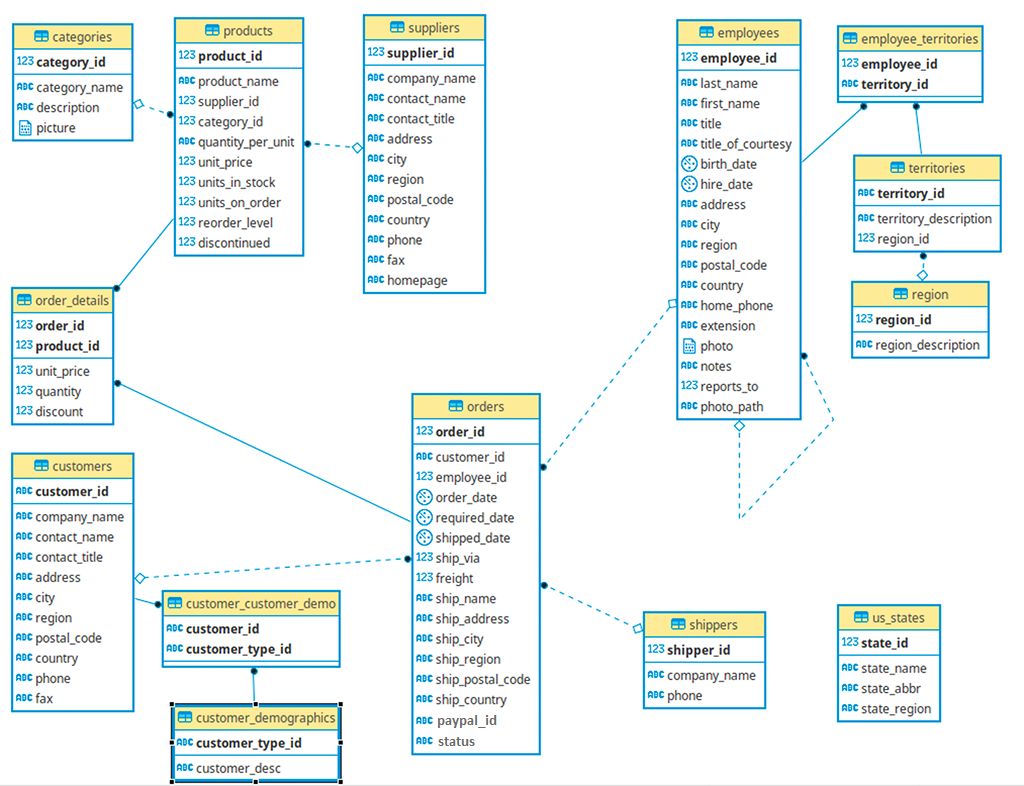 categories
123 category_id
ABC category_name
ABC description
picture
products
123 product_id
ABC product_name
123 supplier_id
123 category_id
ABC quantity_per_unit
123 unit_price
123 units_in_stock
123 units_on_order
123 reorder_level
123 discontinued
suppliers
123 supplier_id
ABC company_name
ABC contact_name
ABC contact_title
ABC address
ABC city
ABC region
ABC postal_code
ABC country
ABC phone
ABC fax
ABC homepage
employees
123 employee_id
ABC last_name
ABC first_name
ABC title
ABC title_of_courtesy
birth_date
hire_date
ABC address
ABC city
ABC region
ABC postal_code
ABC country
ABC home_phone
ABC extension
photo
ABC notes
123 reports_to
ABC photo_path
employee_territories
123 employee_id
ABC territory_id
territories
ABC territory_id
ABC territory_description
123 region_id
region
123 region_id
ABC region_description
order_details
123 order_id
123 product_id
123 unit_price
123 quantity
123 discount
orders
123 order_id
ABC customer_id
123 employee_id
order_date
required_date
shipped_date
123 ship_via
123 freight
ABC ship_name
ABC ship_address
ABC ship_city
ABC ship_region
ABC ship_postal_code
ABC ship_country
ABC paypal_id
ABC status
customers
ABC customer_id
ABC company_name
ABC contact_name
ABC contact_title
ABC address
ABC city
ABC region
ABC postal_code
ABC country
ABC phone
ABC fax
customer_customer_demo
ABC customer_id
ABC customer_type_id
customer_demographics
ABC customer_type_id
ABC customer_desc
shippers
123 shipper_id
ABC company_name
ABC phone
us_states
123 state_id
ABC state_name
ABC state_abbr
ABC state_region